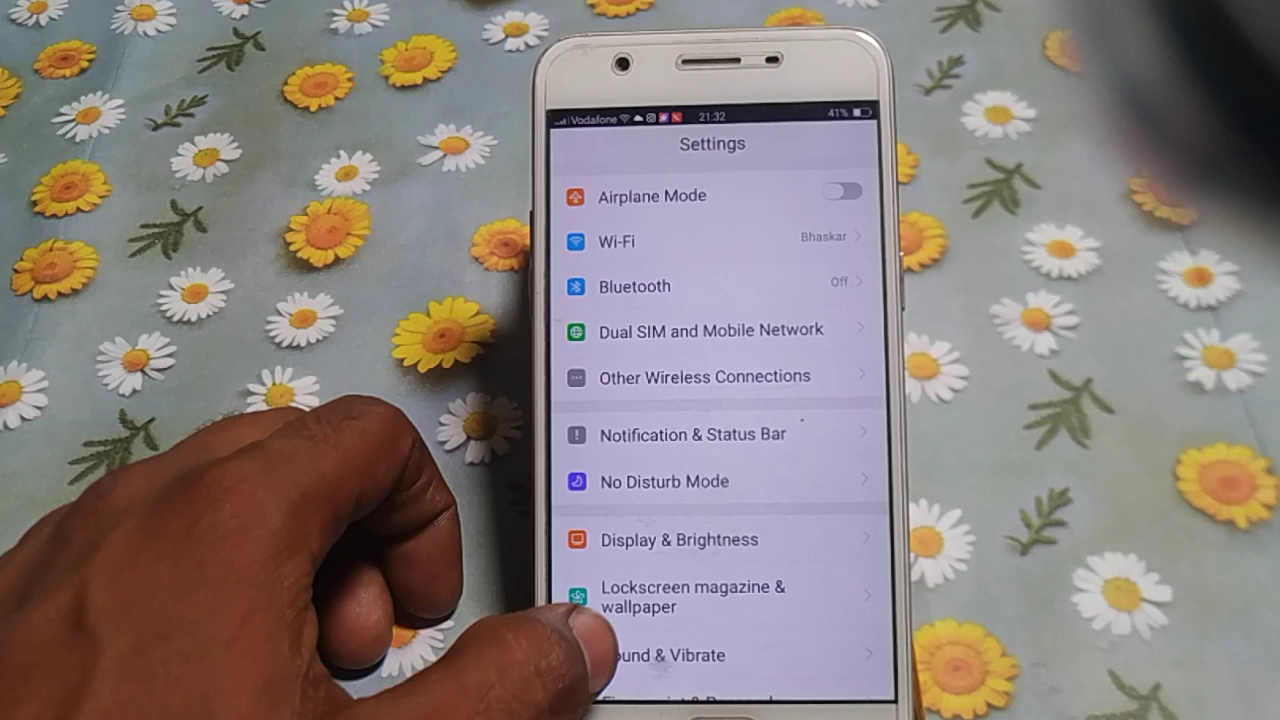 Vodafone 21:32 41%
Settings
Airplane Mode
Wi-Fi Bhaskar
Bluetooth Off
Dual SIM and Mobile Network
Other Wireless Connections
Notification & Status Bar
No Disturb Mode
Display & Brightness
Lockscreen magazine &
wallpaper
ound & Vibrate